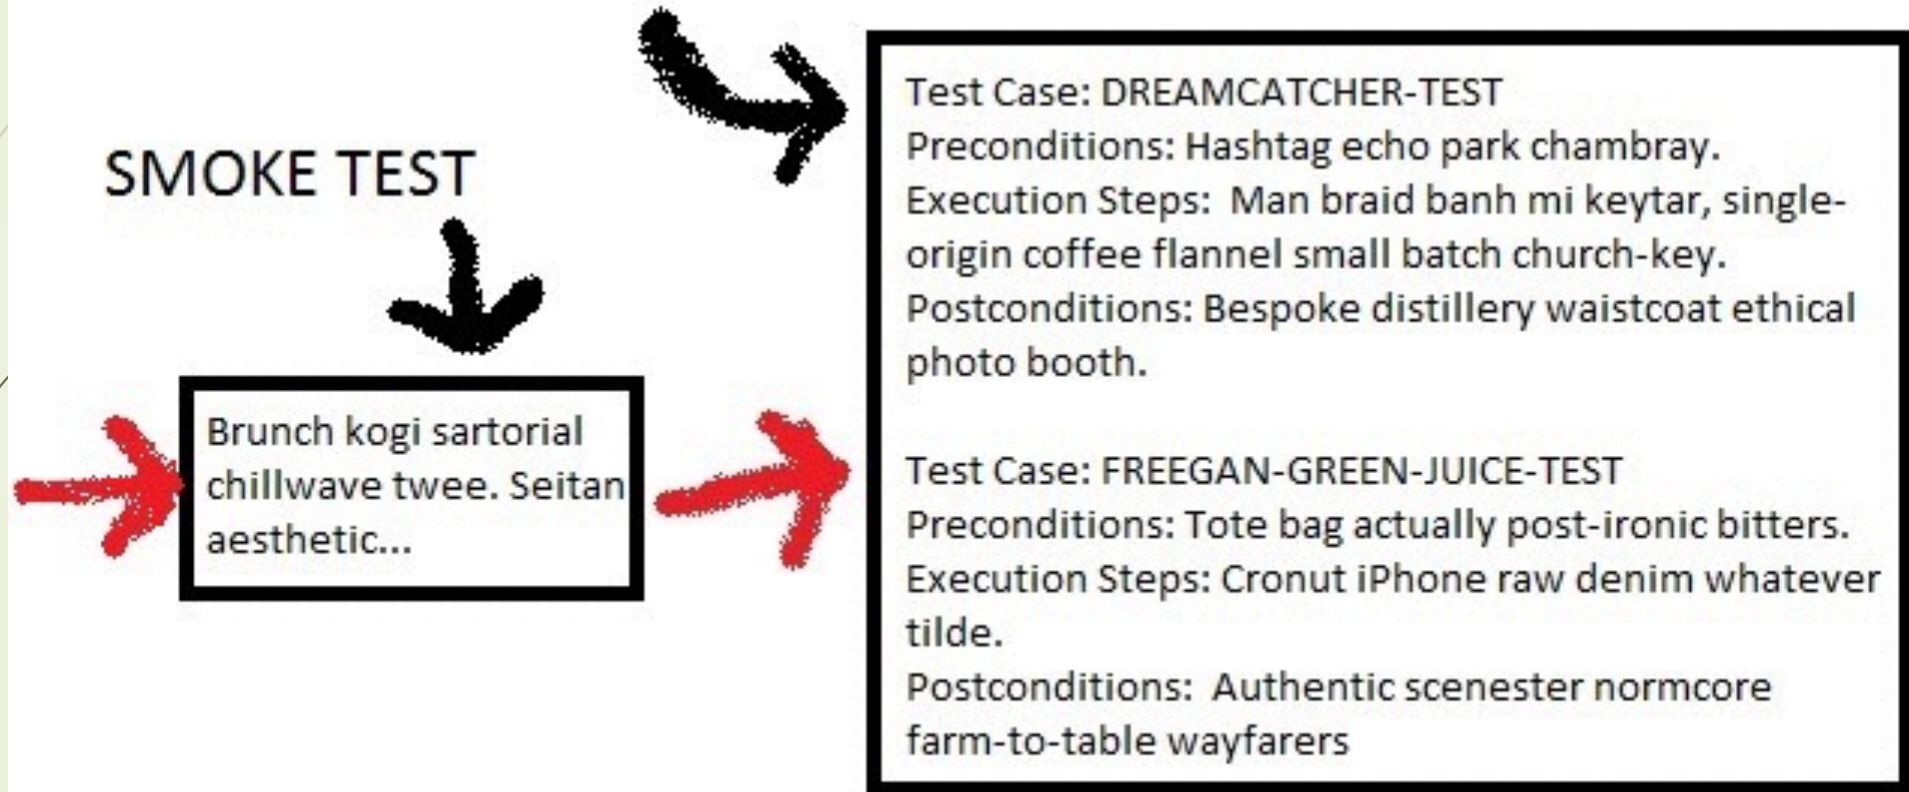 SMOKE TEST
Brunch kogi sartorial
chillwave twee. Seitan
aesthetic...
Test Case: DREAMCATCHER-TEST
Preconditions: Hashtag echo park chambray.
Execution Steps:  Man braid banh mi keytar, single-
origin coffee flannel small batch church-key.
Postconditions: Bespoke distillery waistcoat ethical
photo booth.
Test Case: FREEGAN-GREEN-JUICE-TEST
Preconditions: Tote bag actually post-ironic bitters.
Execution Steps: Cronut iPhone raw denim whatever
tilde.
Postconditions:  Authentic scenester normcore
farm-to-table wayfarers